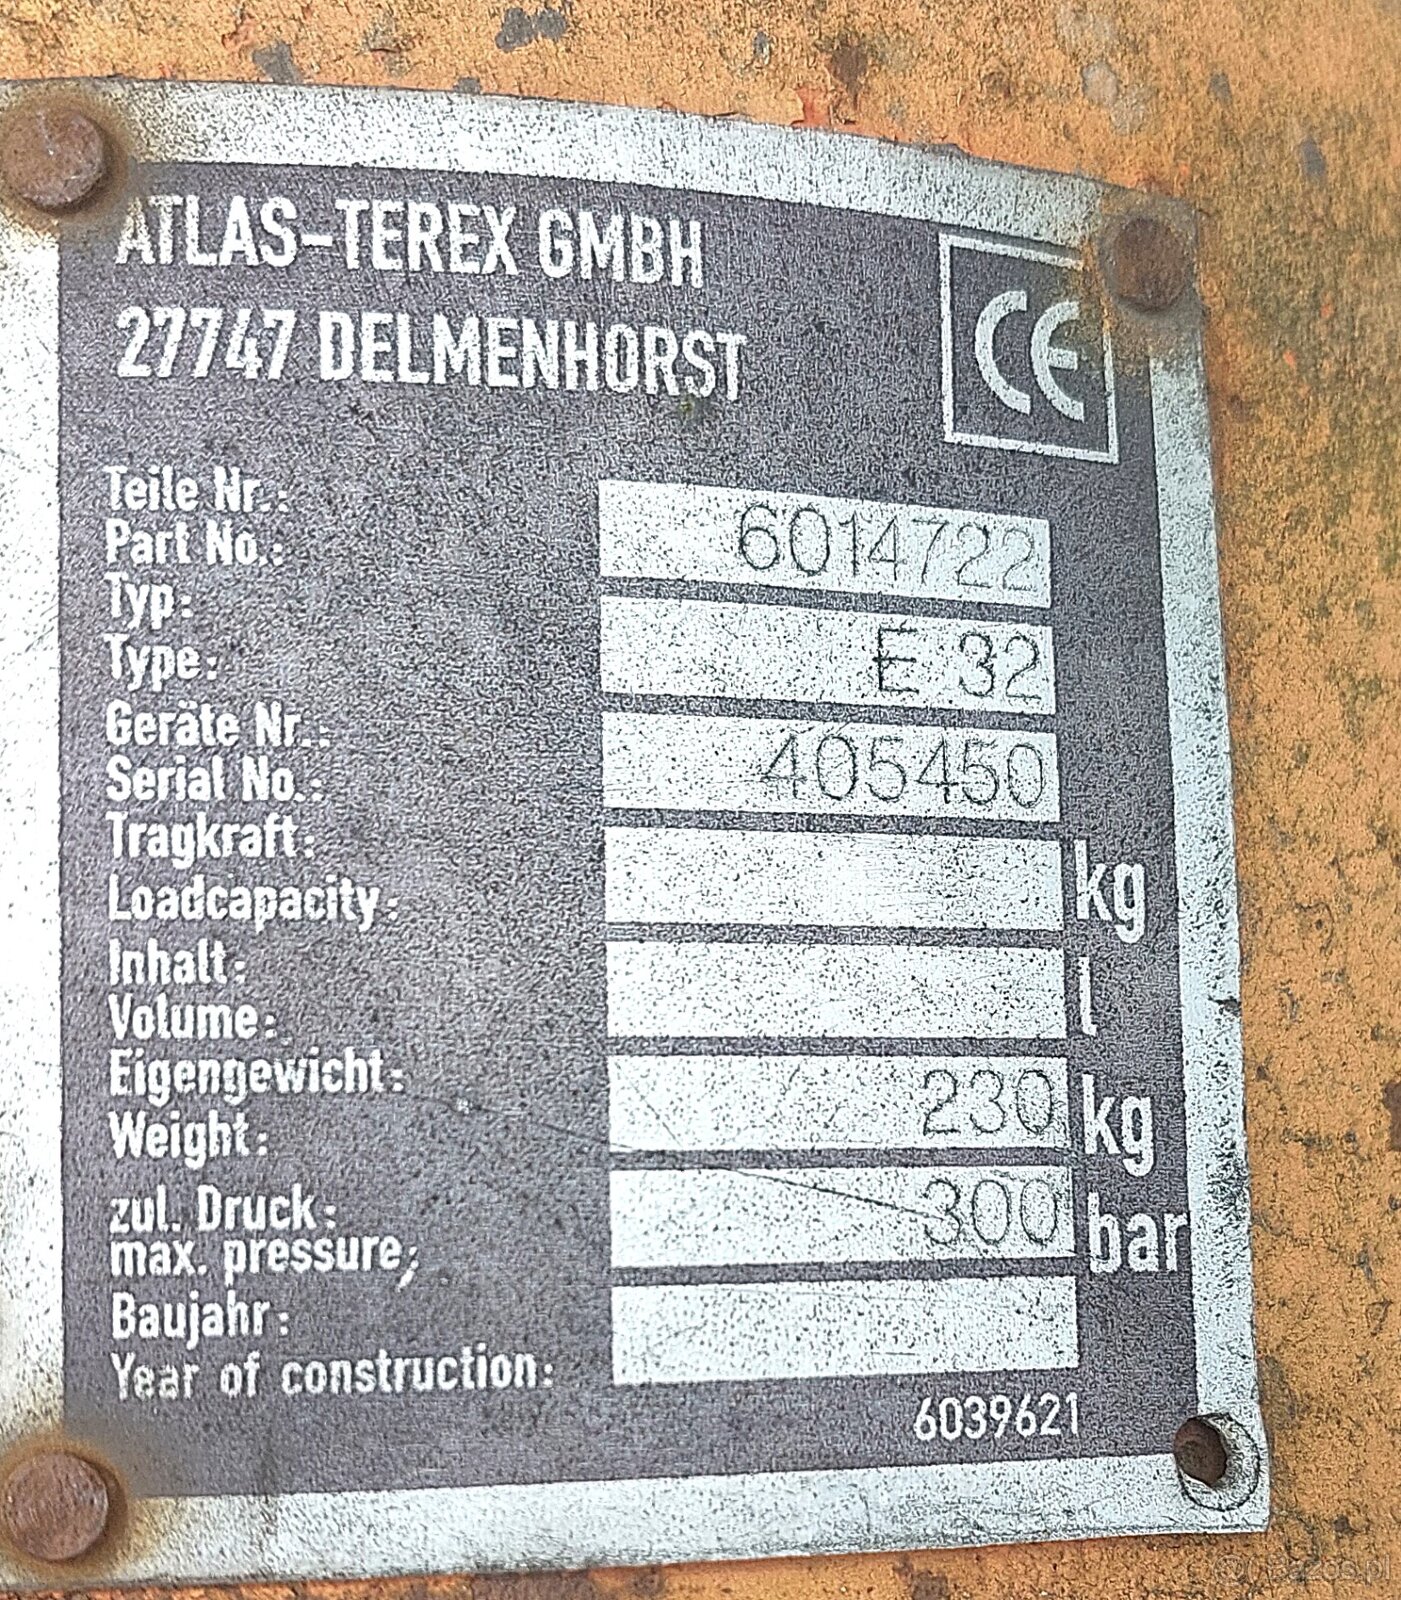 ATLAS-TEREX GMBH
27747 DELMENHORST
CE
Teile Nr.:
Part No.: 6014722
Typ:
Type: E 32
Geräte Nr.:
Serial No.: 405450
Tragkraft:
Loadcapacity: kg
Inhalt:
Volume: l
Eigengewicht:
Weight: 230 kg
zul. Druck:
max. pressure; 300 bar
Baujahr:
Year of construction:
6039621
© Bazos.pl